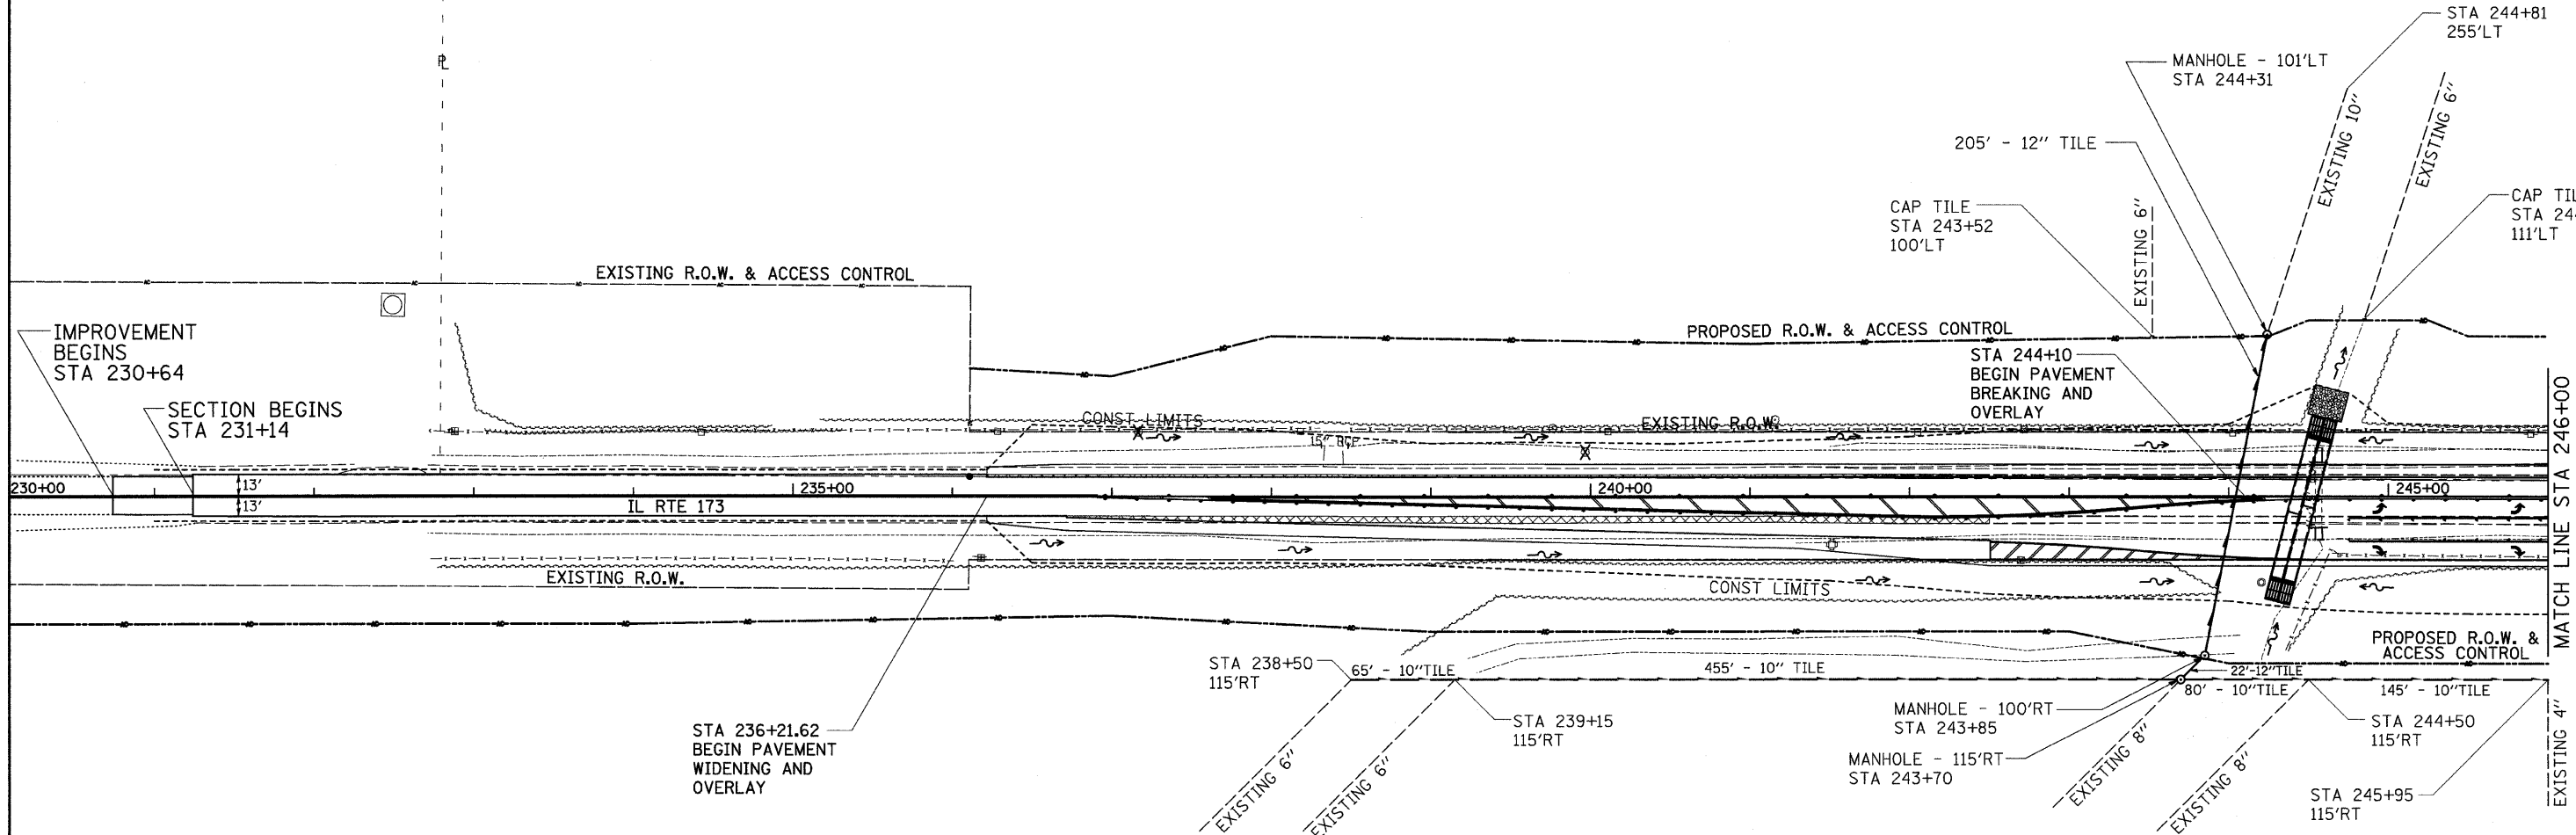 STA 244+81
255'LT
MANHOLE - 101'LT
STA 244+31
205' - 12" TILE
EXISTING 10"
EXISTING 6"
CAP TILE
STA 243+52
100'LT
EXISTING 6"
CAP TIL
STA 24
111'LT
EXISTING R.O.W. & ACCESS CONTROL
PROPOSED R.O.W. & ACCESS CONTROL
IMPROVEMENT
BEGINS
STA 230+64
STA 244+10
BEGIN PAVEMENT
BREAKING AND
OVERLAY
SECTION BEGINS
STA 231+14
CONST LIMITS
EXISTING R.O.W.
15" RCP
MATCH LINE STA 246+00
230+00
13'
13'
235+00
240+00
245+00
IL RTE 173
EXISTING R.O.W.
CONST LIMITS
PROPOSED R.O.W. &
ACCESS CONTROL
STA 238+50
115'RT
65' - 10"TILE
455' - 10" TILE
22'-12"TILE
80' - 10"TILE
145' - 10"TILE
STA 239+15
115'RT
MANHOLE - 100'RT
STA 243+85
STA 244+50
115'RT
STA 236+21.62
BEGIN PAVEMENT
WIDENING AND
OVERLAY
MANHOLE - 115'RT
STA 243+70
EXISTING 6"
EXISTING 6"
EXISTING 8"
EXISTING 8"
STA 245+95
115'RT
EXISTING 4"